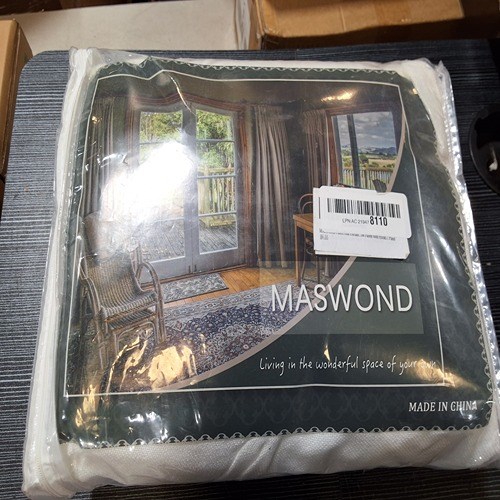 8110
MASWOND
Living in the wonderful space of your own
MADE IN CHINA